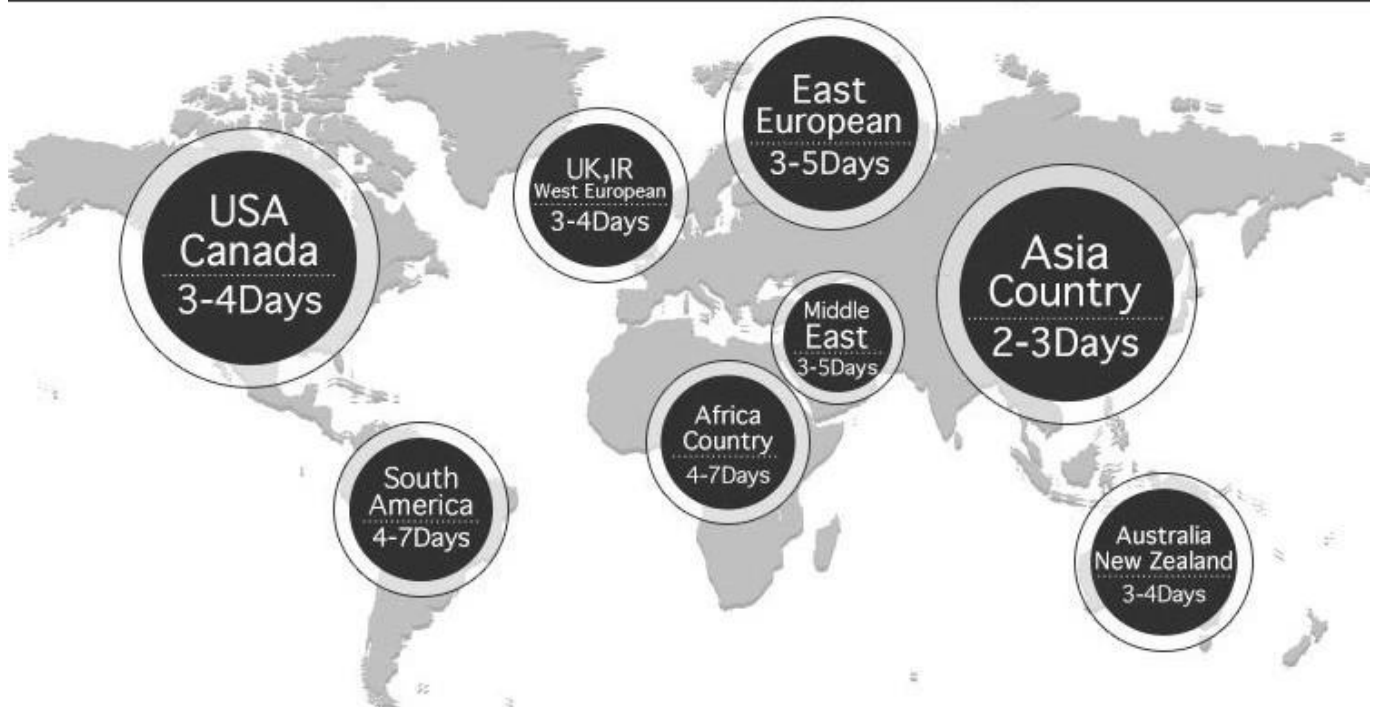 East
European
3-5Days
UK,IR
West European
3-4Days
USA
Canada
3-4Days
Asia
Country
2-3Days
Middle
East
3-5Days
Africa
Country
4-7Days
South
America
4-7Days
Australia
New Zealand
3-4Days